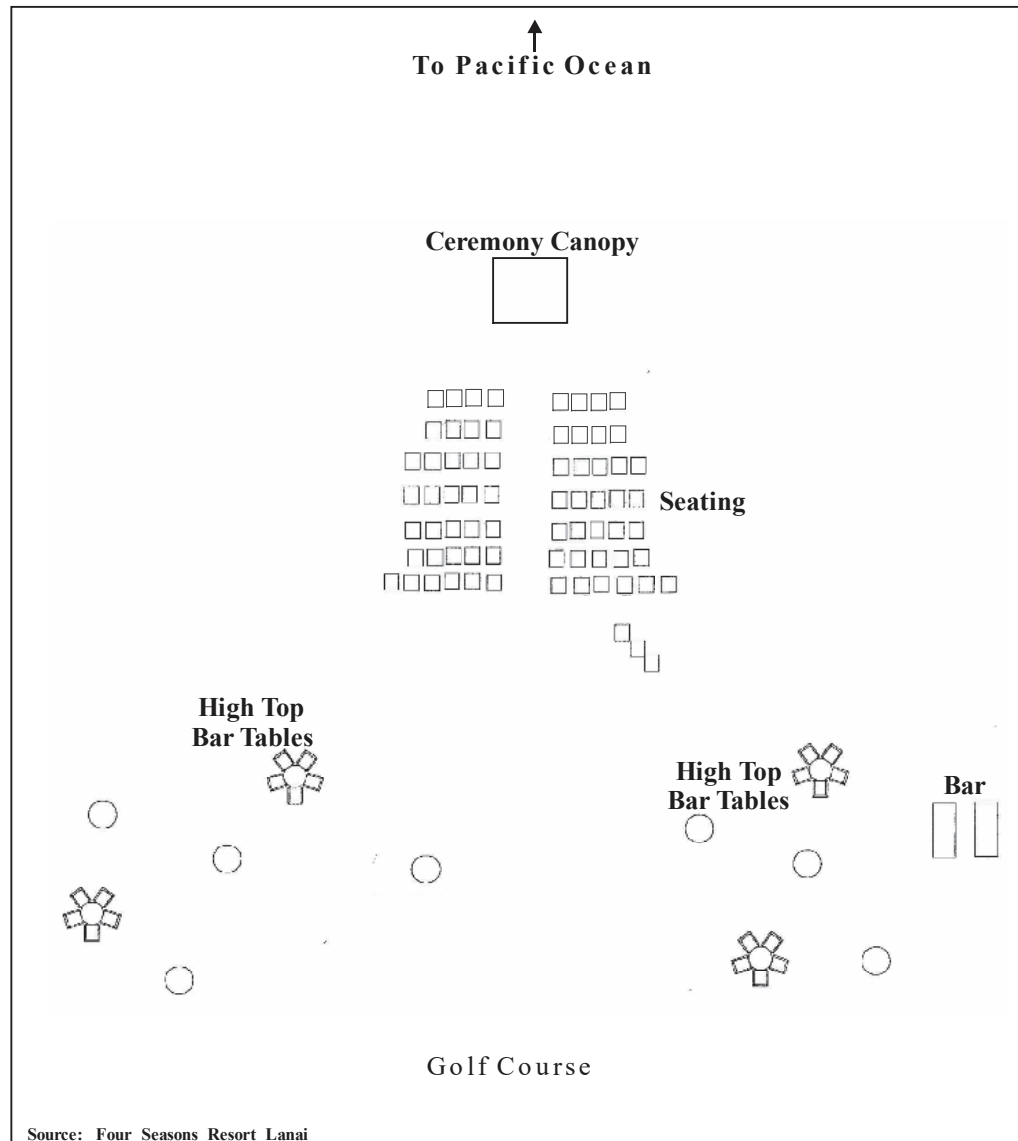 To Pacific Ocean
Ceremony Canopy
Seating
High Top
Bar Tables
High Top
Bar Tables
Bar
Golf Course
Source: Four Seasons Resort Lanai